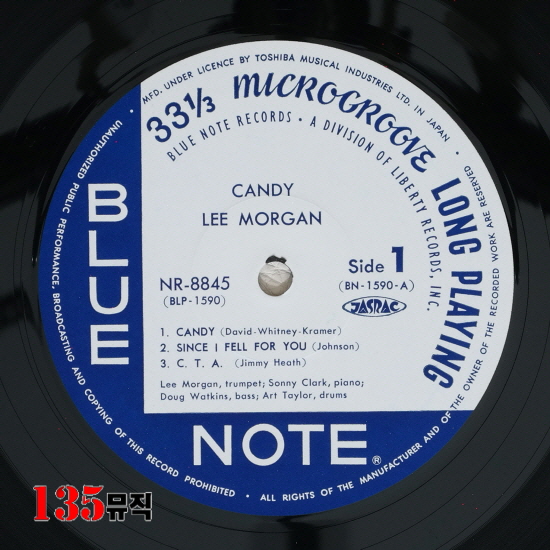 MFD. UNDER LICENCE BY TOSHIBA MUSICAL INDUSTRIES LTD. IN JAPAN
33 1/3 MICROGROOVE LONG PLAYING
BLUE NOTE RECORDS • A DIVISION OF LIBERTY RECORDS, INC.
CANDY
LEE MORGAN
NR-8845
(BLP-1590)
Side 1
(BN-1590-A)
JASRAC
1. CANDY (David-Whitney-Kramer)
2. SINCE I FELL FOR YOU (Johnson)
3. C. T. A. (Jimmy Heath)
Lee Morgan, trumpet; Sonny Clark, piano;
Doug Watkins, bass; Art Taylor, drums
BLUE
NOTE®
UNAUTHORIZED PUBLIC PERFORMANCE, BROADCASTING AND COPYING OF THIS RECORD PROHIBITED • ALL RIGHTS OF THE MANUFACTURER AND OF THE OWNER OF THE RECORDED WORK ARE RESERVED
135뮤직